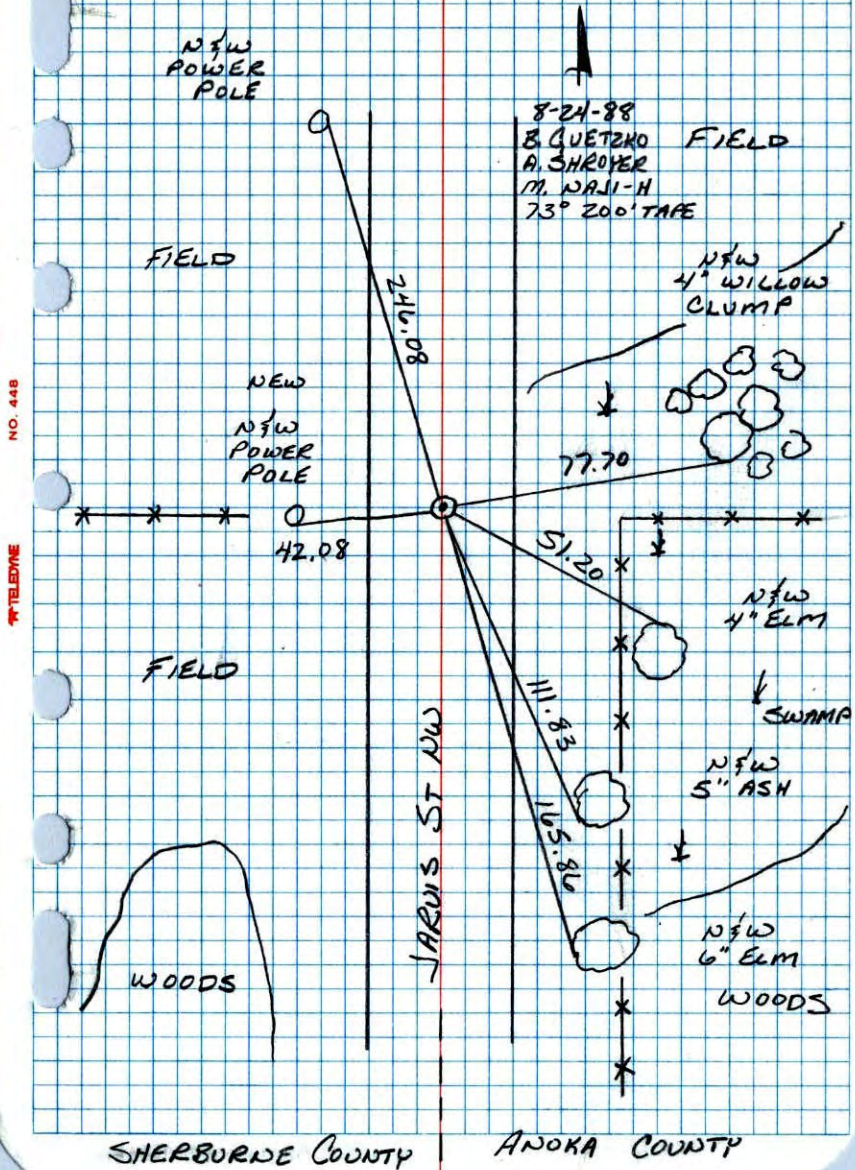 N&W
POWER
POLE
8-24-88
B. GUETZKO
A. SHROYER
M. NAJI-H
73° 200' TAPE
FIELD
FIELD
N&W
4" WILLOW
CLUMP
246.08
NEW
N&W
POWER
POLE
77.70
42.08
51.20
N&W
4" ELM
FIELD
SWAMP
111.83
N&W
5" ASH
JARVIS ST NW
165.86
N&W
6" ELM
WOODS
WOODS
SHERBURNE COUNTY
ANOKA COUNTY
NO. 448
TELEDYNE